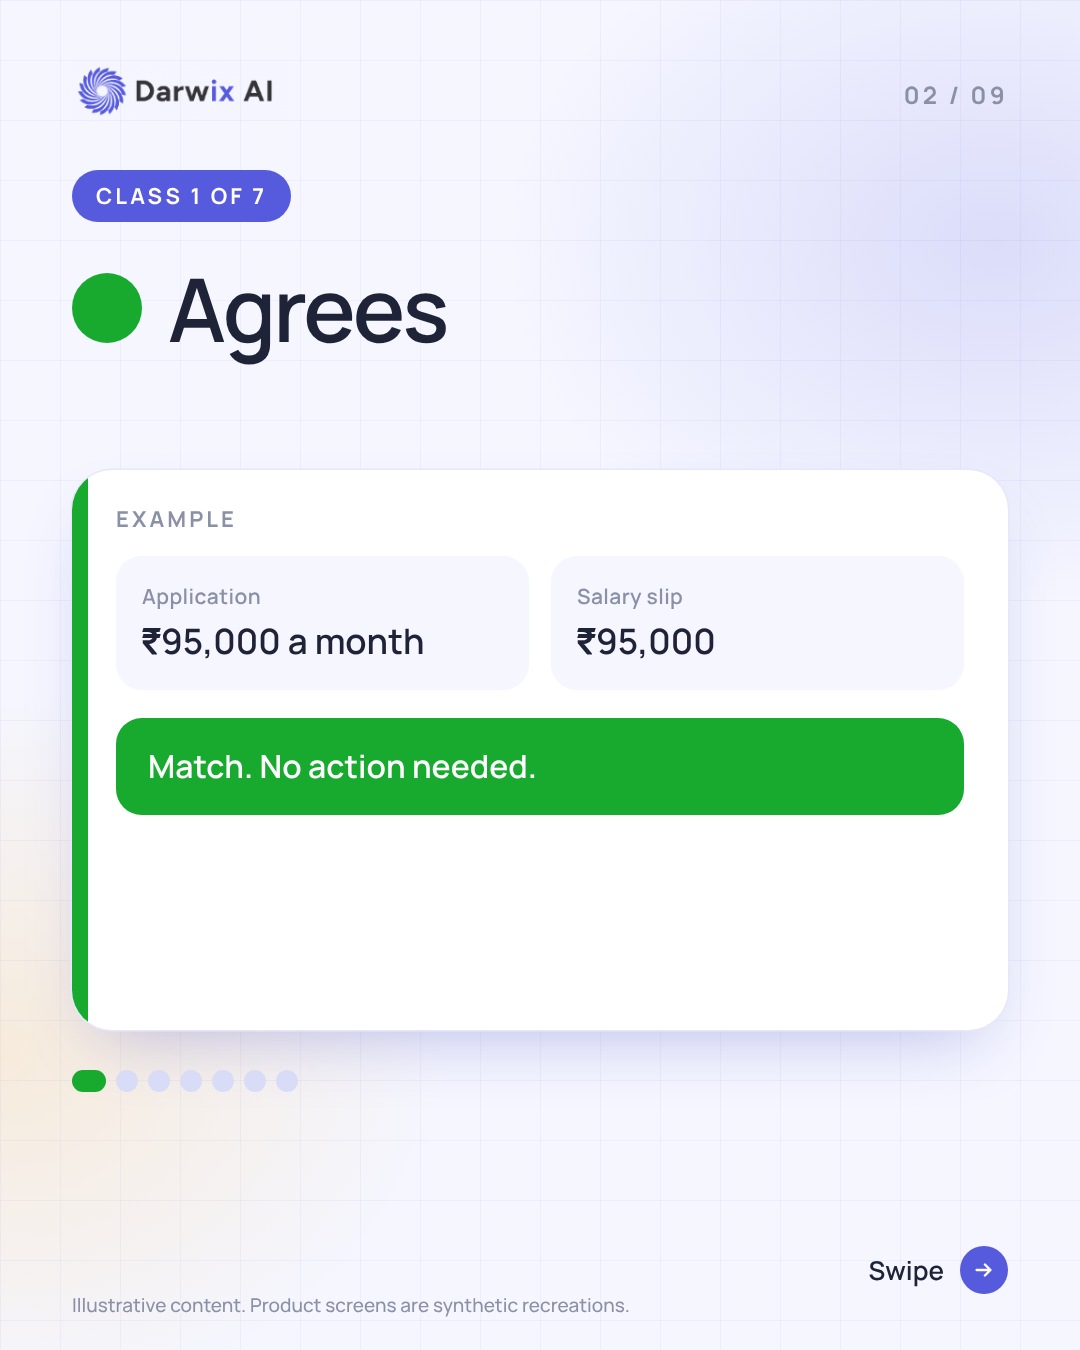 Darwix AI
02 / 09
CLASS 1 OF 7
Agrees
EXAMPLE
Application
₹95,000 a month
Salary slip
₹95,000
Match. No action needed.
Swipe
Illustrative content. Product screens are synthetic recreations.